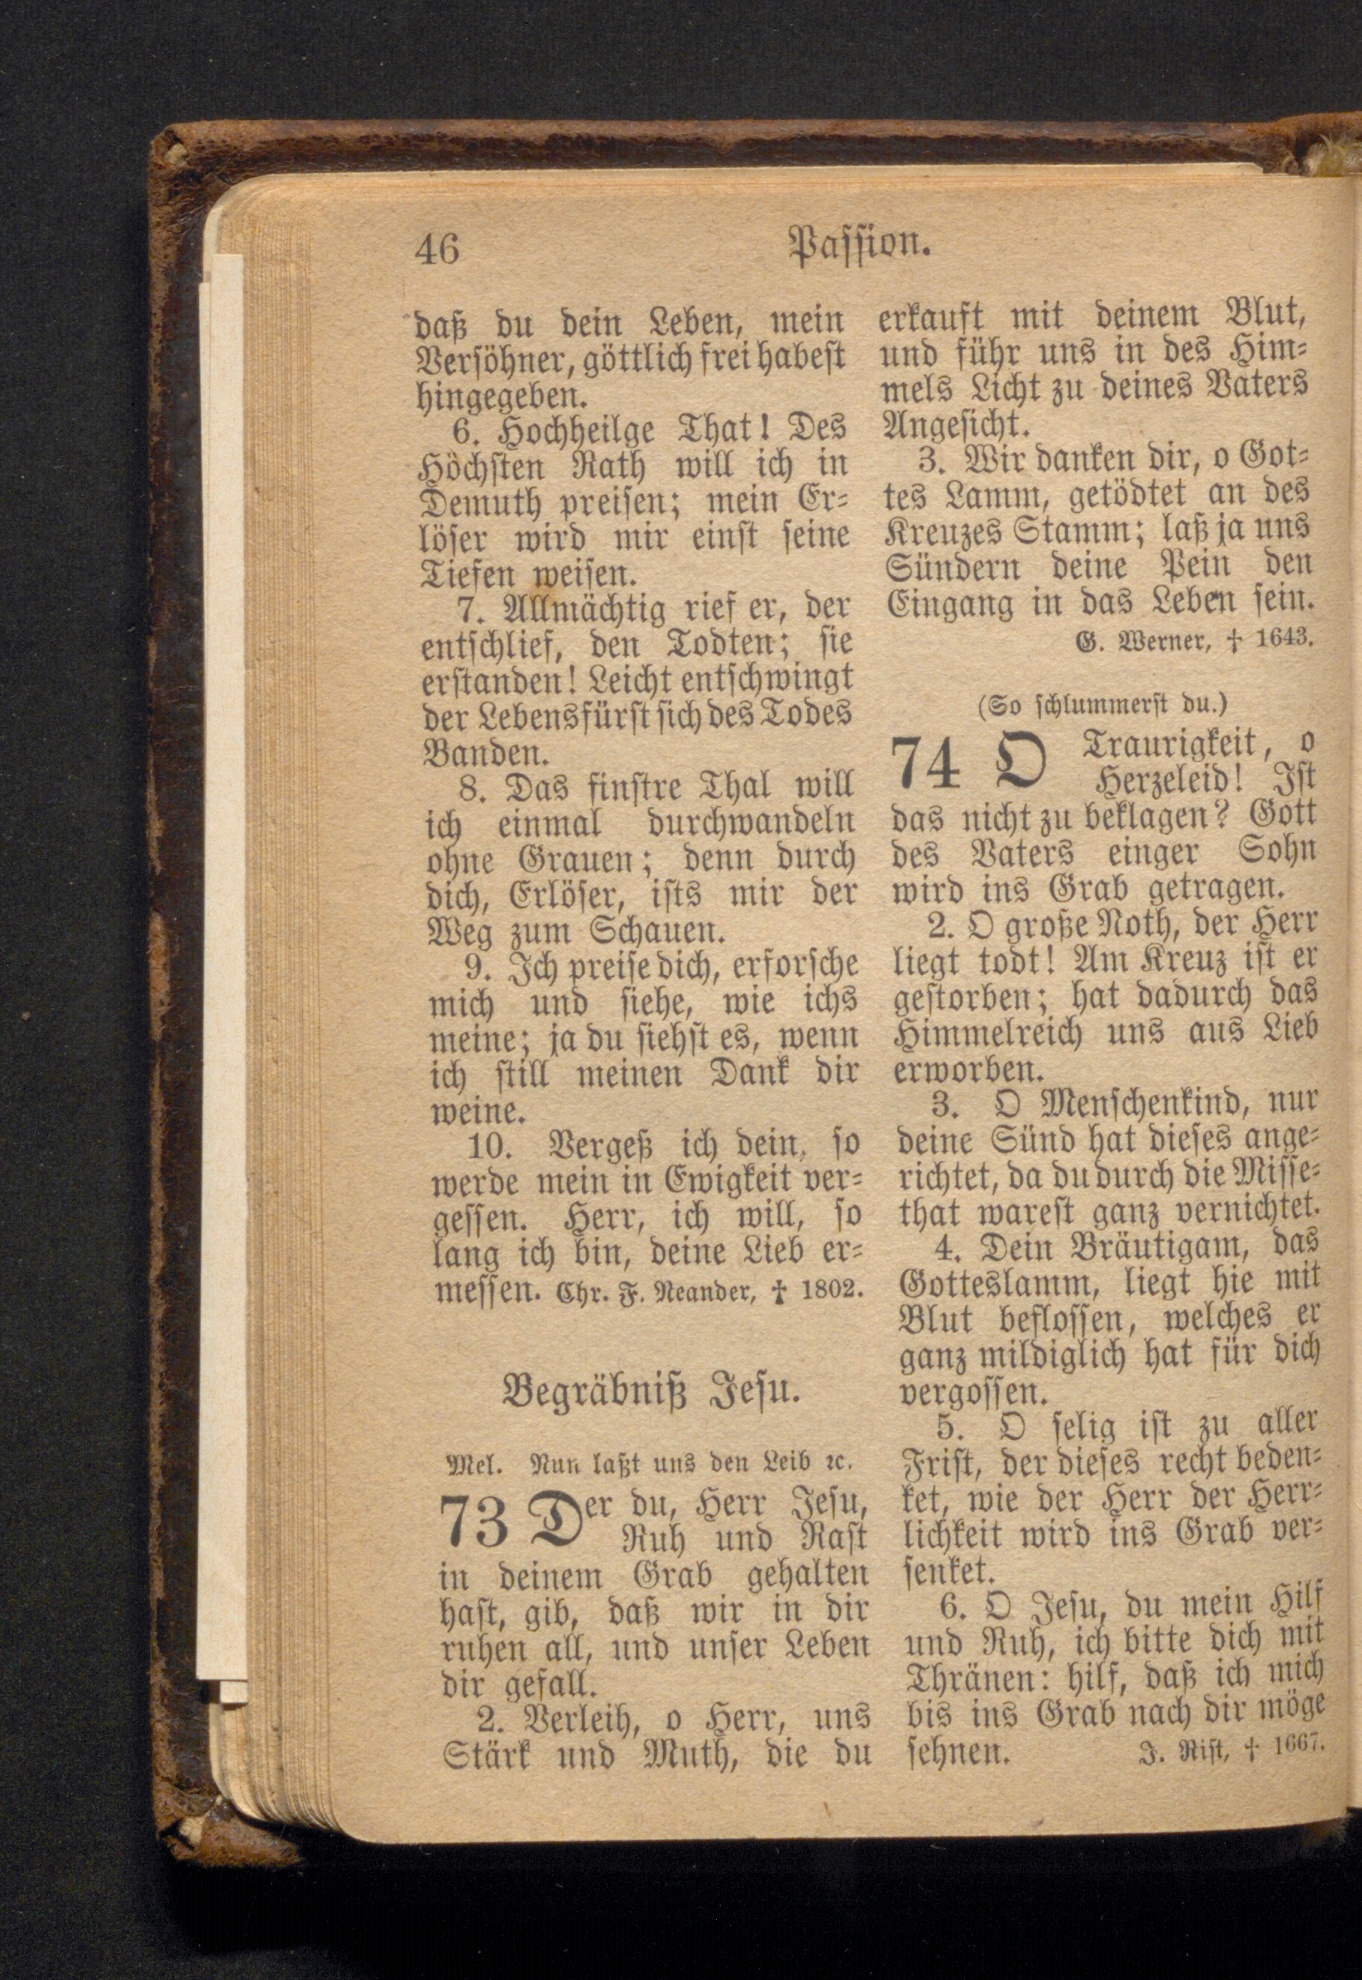 46
Passion.
daß du dein Leben, mein
Versöhner, göttlich frei habest
hingegeben.
6. Hochheilge That! Des
Höchsten Rath will ich in
Demuth preisen; mein Er-
löser wird mir einst seine
Tiefen weisen.
7. Allmächtig rief er, der
entschlief, den Todten; sie
erstanden! Leicht entschwingt
der Lebensfürst sich des Todes
Banden.
8. Das finstre Thal will
ich einmal durchwandeln
ohne Grauen; denn durch
dich, Erlöser, ists mir der
Weg zum Schauen.
9. Ich preise dich, erforsche
mich und siehe, wie ichs
meine; ja du siehst es, wenn
ich still meinen Dank dir
weine.
10. Vergeß ich dein, so
werde mein in Ewigkeit ver-
gessen. Herr, ich will, so
lang ich bin, deine Lieb er-
messen. Chr. F. Neander, † 1802.
Begräbniß Jesu.
Mel. Nun laßt uns den Leib ꝛc.
73 Der du, Herr Jesu,
Ruh und Rast
in deinem Grab gehalten
hast, gib, daß wir in dir
ruhen all, und unser Leben
dir gefall.
2. Verleih, o Herr, uns
Stärk und Muth, die du
erkauft mit deinem Blut,
und führ uns in des Him-
mels Licht zu deines Vaters
Angesicht.
3. Wir danken dir, o Got-
tes Lamm, getödtet an des
Kreuzes Stamm; laß ja uns
Sündern deine Pein den
Eingang in das Leben sein.
G. Werner, † 1643.
(So schlummerst du.)
74 O Traurigkeit, o
Herzeleid! Ist
das nicht zu beklagen? Gott
des Vaters einger Sohn
wird ins Grab getragen.
2. O große Noth, der Herr
liegt todt! Am Kreuz ist er
gestorben; hat dadurch das
Himmelreich uns aus Lieb
erworben.
3. O Menschenkind, nur
deine Sünd hat dieses ange-
richtet, da du durch die Misse-
that warest ganz vernichtet.
4. Dein Bräutigam, das
Gotteslamm, liegt hie mit
Blut beflossen, welches er
ganz mildiglich hat für dich
vergossen.
5. O selig ist zu aller
Frist, der dieses recht beden-
ket, wie der Herr der Herr-
lichkeit wird ins Grab ver-
senket.
6. O Jesu, du mein Hilf
und Ruh, ich bitte dich mit
Thränen: hilf, daß ich mich
bis ins Grab nach dir möge
sehnen. J. Rist, † 1667.